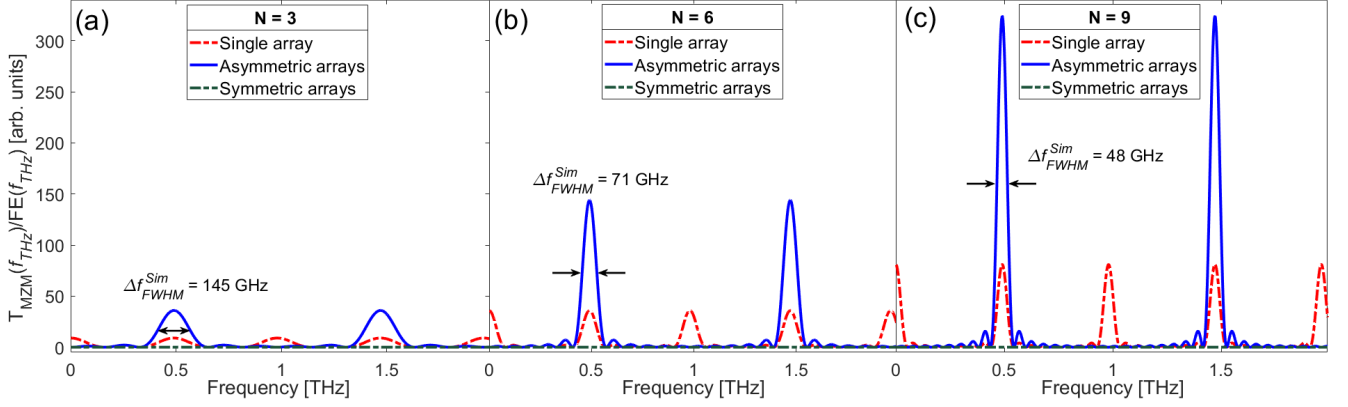 (a)
N = 3
Single array
Asymmetric arrays
Symmetric arrays
(b)
N = 6
Single array
Asymmetric arrays
Symmetric arrays
(c)
N = 9
Single array
Asymmetric arrays
Symmetric arrays
T_MZM(f_THz)/FE(f_THz) [arb. units]
300
250
200
150
100
50
0
Δf_FWHM^Sim = 145 GHz
Δf_FWHM^Sim = 71 GHz
Δf_FWHM^Sim = 48 GHz
0 0.5 1 1.5
0.5 1 1.5
0 0.5 1 1.5
Frequency [THz]
Frequency [THz]
Frequency [THz]